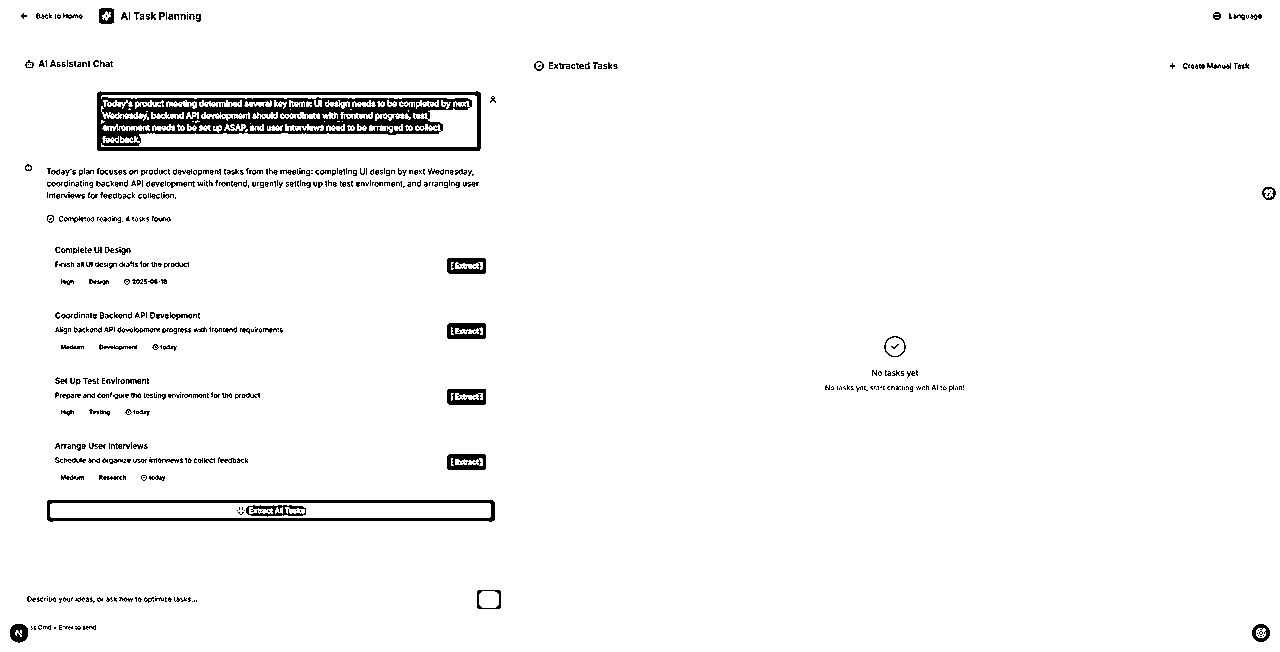 Back to Home
AI Task Planning
Language
AI Assistant Chat
Extracted Tasks
Create Manual Task
Today's product meeting determined several key items: UI design needs to be completed by next
Wednesday, backend API development should coordinate with frontend progress, test
environment needs to be set up ASAP, and user interviews need to be arranged to collect
feedback.
Today's plan focuses on product development tasks from the meeting: completing UI design by next Wednesday,
coordinating backend API development with frontend, urgently setting up the test environment, and arranging user
interviews for feedback collection.
Completed reading, 4 tasks found
Complete UI Design
Finish all UI design drafts for the product
[Extract]
High Design 2025-06-18
Coordinate Backend API Development
Align backend API development progress with frontend requirements
[Extract]
Medium Development today
Set Up Test Environment
Prepare and configure the testing environment for the product
[Extract]
High Testing today
Arrange User Interviews
Schedule and organize user interviews to collect feedback
[Extract]
Medium Research today
Extract All Tasks
No tasks yet
No tasks yet, start chatting with AI to plan!
Describe your ideas, or ask how to optimize tasks...
ss Cmd + Enter to send
N